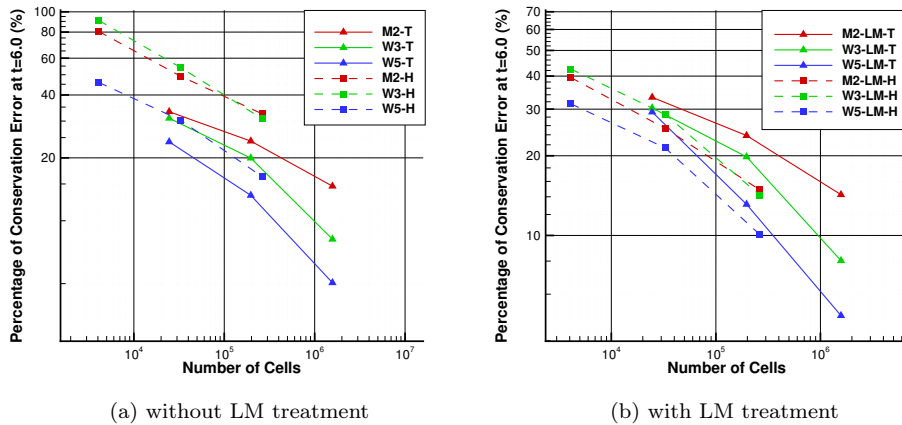 Percentage of Conservation Error at t=6.0 (%)
100
80
60
40
20
10^4
10^5
10^6
10^7
Number of Cells
M2-T
W3-T
W5-T
M2-H
W3-H
W5-H
(a) without LM treatment
Percentage of Conservation Error at t=6.0 (%)
70
60
50
40
30
20
10
10^4
10^5
10^6
Number of Cells
M2-LM-T
W3-LM-T
W5-LM-T
M2-LM-H
W3-LM-H
W5-LM-H
(b) with LM treatment